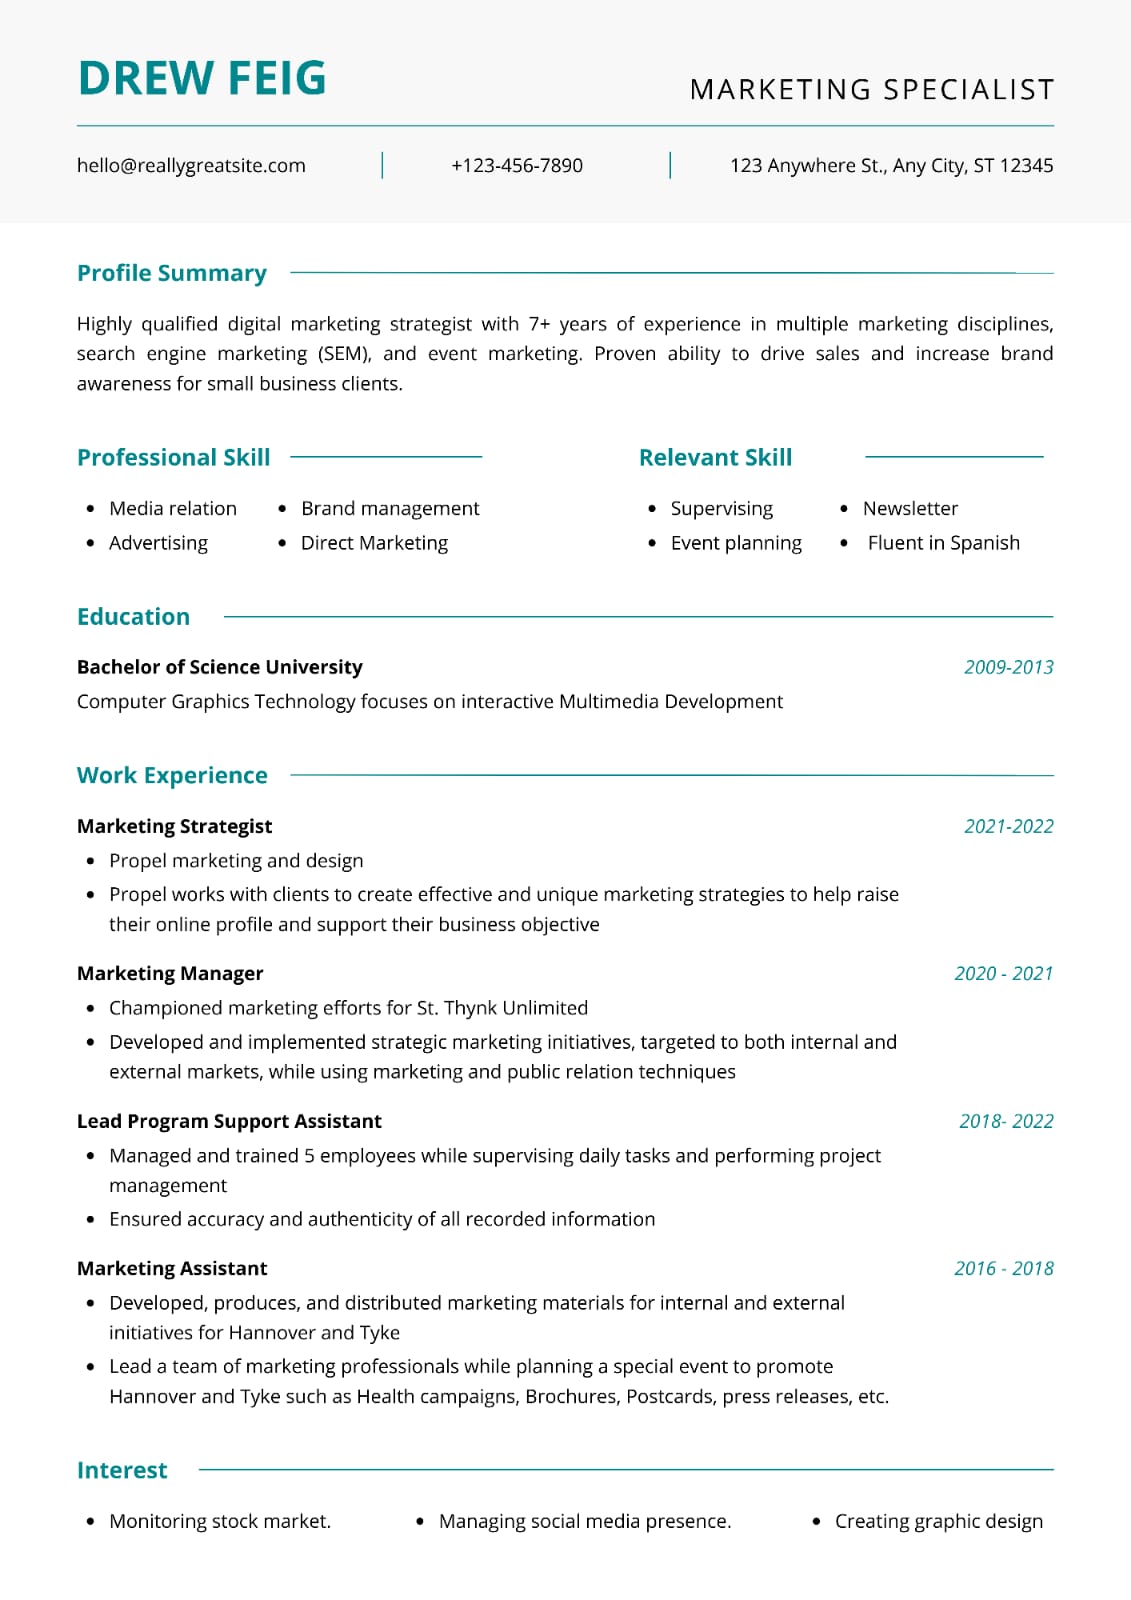 DREW FEIG
MARKETING SPECIALIST
hello@reallygreatsite.com
+123-456-7890
123 Anywhere St., Any City, ST 12345
Profile Summary
Highly qualified digital marketing strategist with 7+ years of experience in multiple marketing disciplines,
search engine marketing (SEM), and event marketing. Proven ability to drive sales and increase brand
awareness for small business clients.
Professional Skill
• Media relation
• Advertising
• Brand management
• Direct Marketing
Relevant Skill
• Supervising
• Event planning
• Newsletter
• Fluent in Spanish
Education
Bachelor of Science University
2009-2013
Computer Graphics Technology focuses on interactive Multimedia Development
Work Experience
Marketing Strategist
2021-2022
• Propel marketing and design
• Propel works with clients to create effective and unique marketing strategies to help raise
their online profile and support their business objective
Marketing Manager
2020 - 2021
• Championed marketing efforts for St. Thynk Unlimited
• Developed and implemented strategic marketing initiatives, targeted to both internal and
external markets, while using marketing and public relation techniques
Lead Program Support Assistant
2018- 2022
• Managed and trained 5 employees while supervising daily tasks and performing project
management
• Ensured accuracy and authenticity of all recorded information
Marketing Assistant
2016 - 2018
• Developed, produces, and distributed marketing materials for internal and external
initiatives for Hannover and Tyke
• Lead a team of marketing professionals while planning a special event to promote
Hannover and Tyke such as Health campaigns, Brochures, Postcards, press releases, etc.
Interest
• Monitoring stock market.
• Managing social media presence.
• Creating graphic design